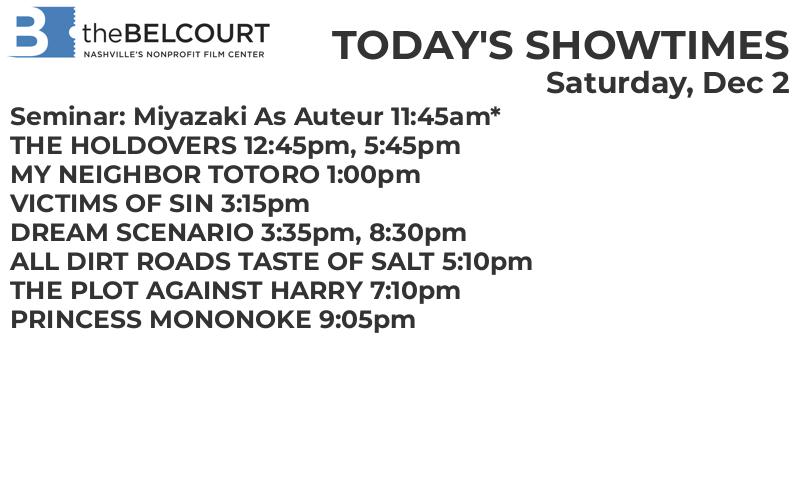 B theBELCOURT
NASHVILLE'S NONPROFIT FILM CENTER
TODAY'S SHOWTIMES
Saturday, Dec 2
Seminar: Miyazaki As Auteur 11:45am*
THE HOLDOVERS 12:45pm, 5:45pm
MY NEIGHBOR TOTORO 1:00pm
VICTIMS OF SIN 3:15pm
DREAM SCENARIO 3:35pm, 8:30pm
ALL DIRT ROADS TASTE OF SALT 5:10pm
THE PLOT AGAINST HARRY 7:10pm
PRINCESS MONONOKE 9:05pm